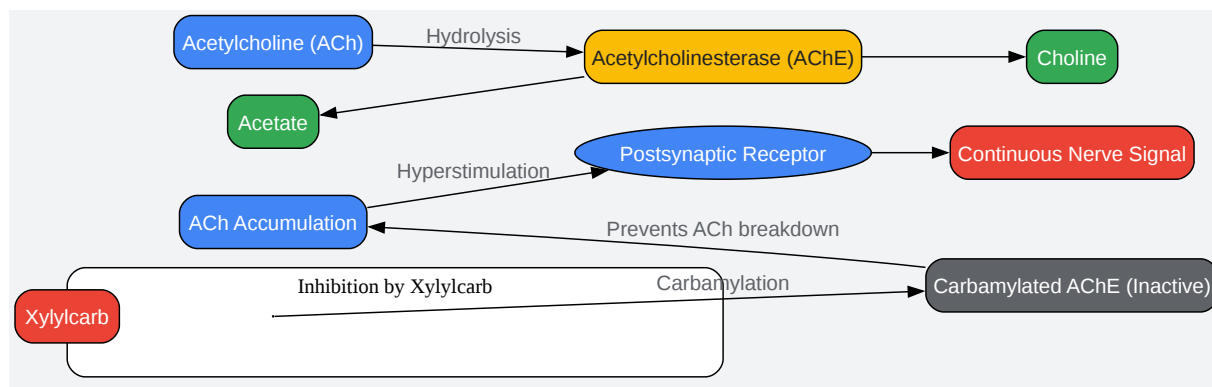 Acetylcholine (ACh)
Hydrolysis
Acetylcholinesterase (AChE)
Choline
Acetate
Postsynaptic Receptor
Continuous Nerve Signal
Hyperstimulation
ACh Accumulation
Prevents ACh breakdown
Inhibition by Xylylcarb
Carbamylation
Carbamylated AChE (Inactive)
Xylylcarb